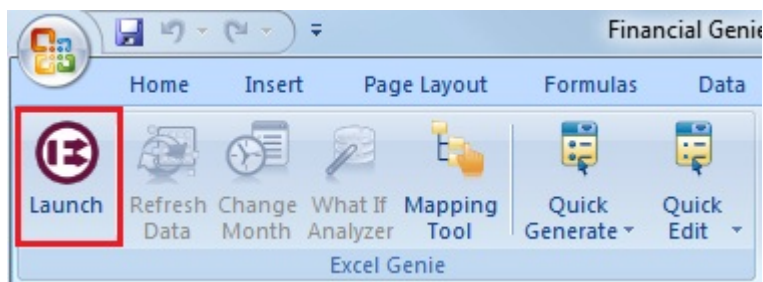 Financial Genie
Home Insert Page Layout Formulas Data
Launch Refresh Data Change Month What If Analyzer Mapping Tool Quick Generate Quick Edit
Excel Genie